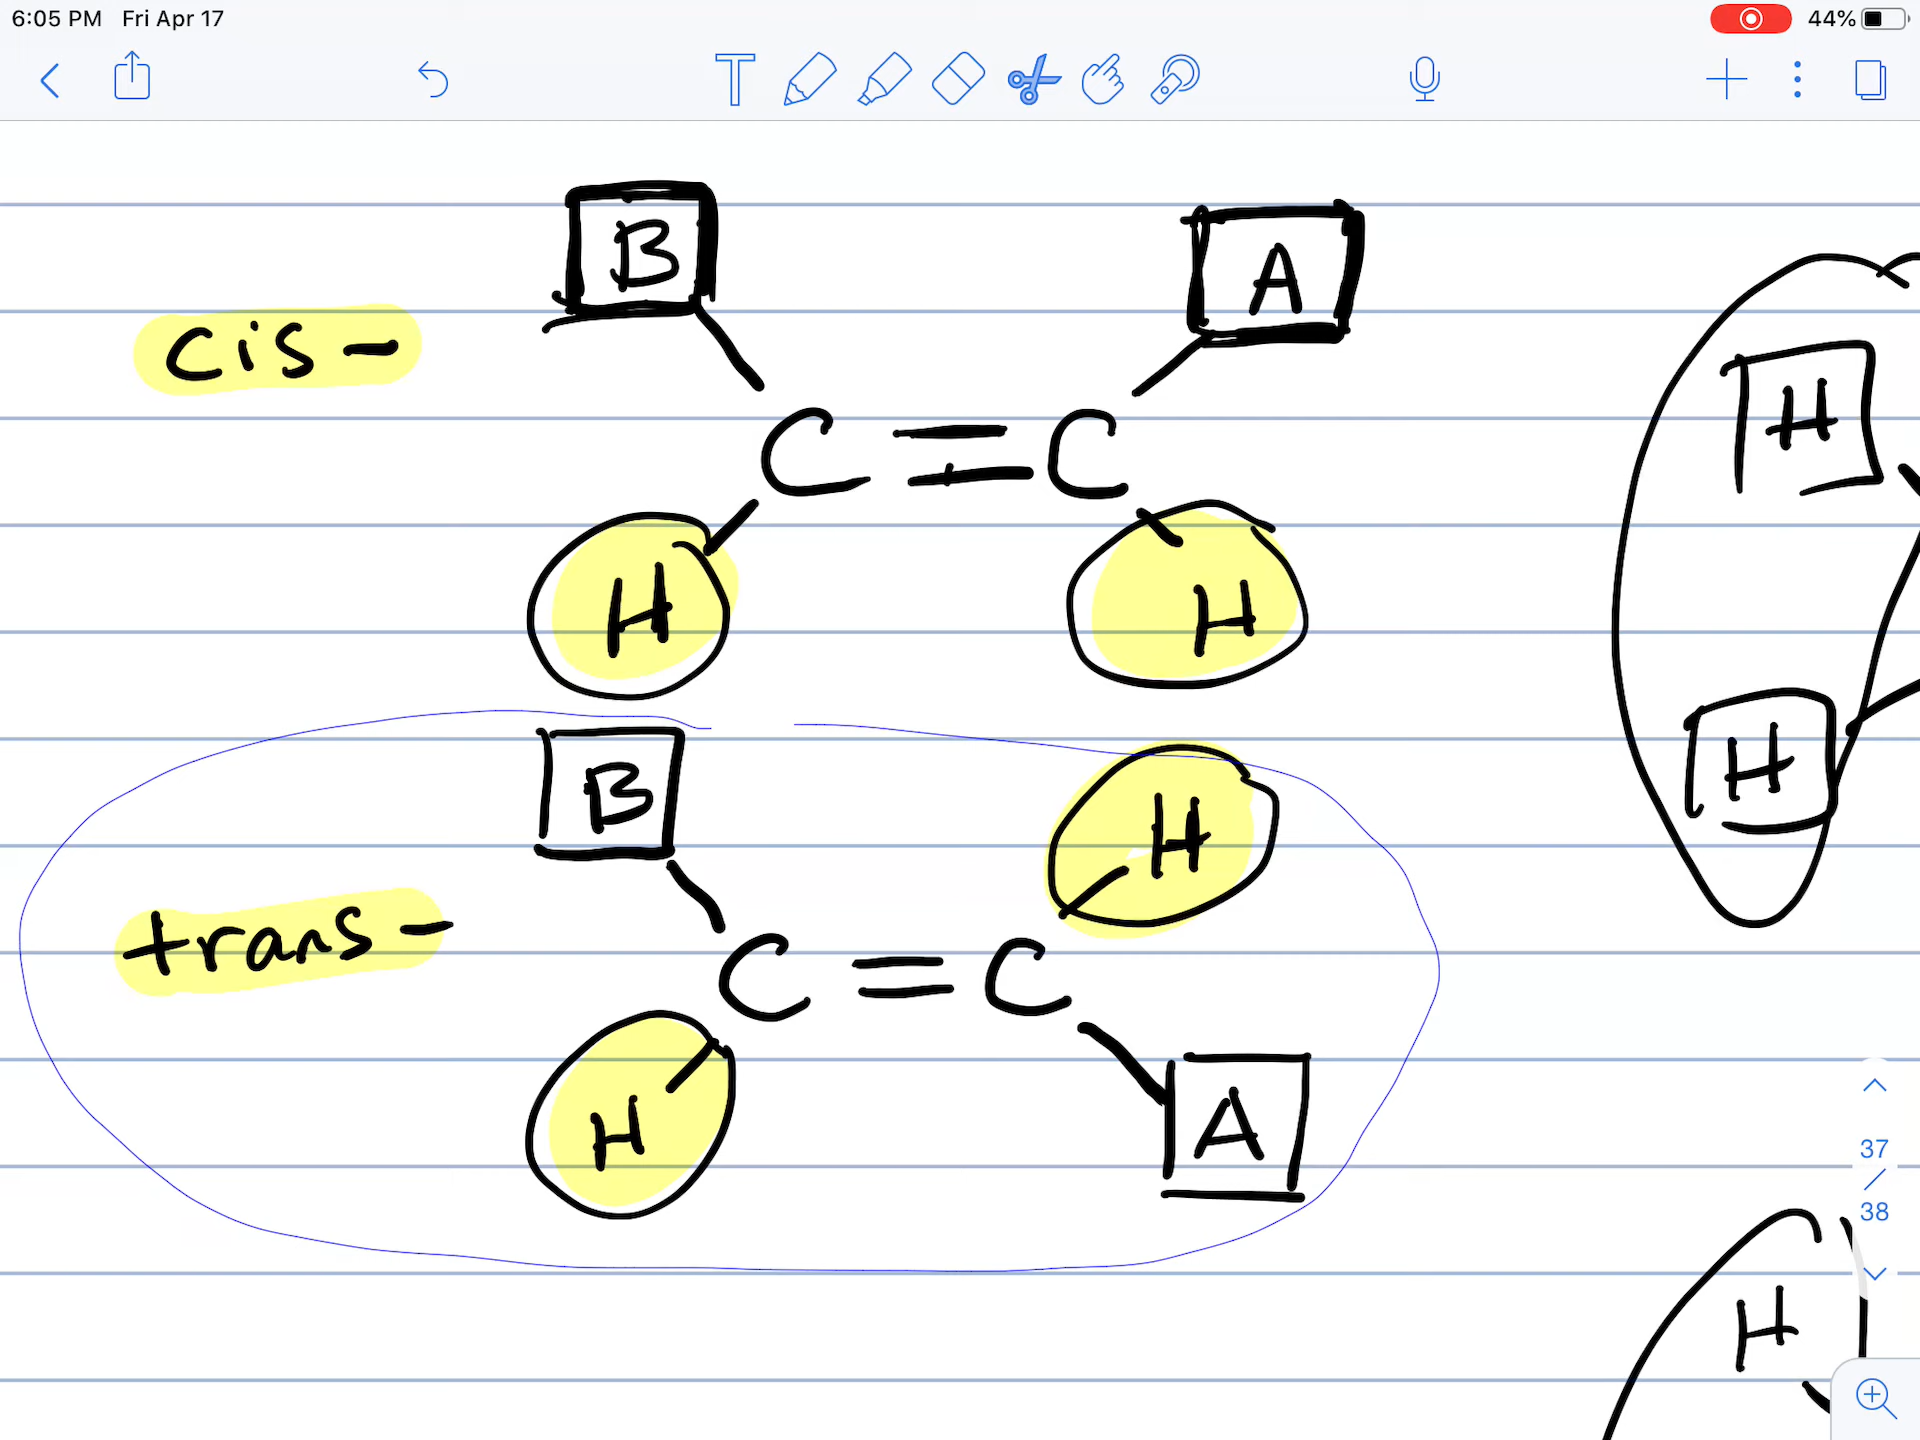 6:05 PM Fri Apr 17 44%
B A
cis -
H
C = C
H H
B H
H
trans -
C = C
H A
37
/
38
H